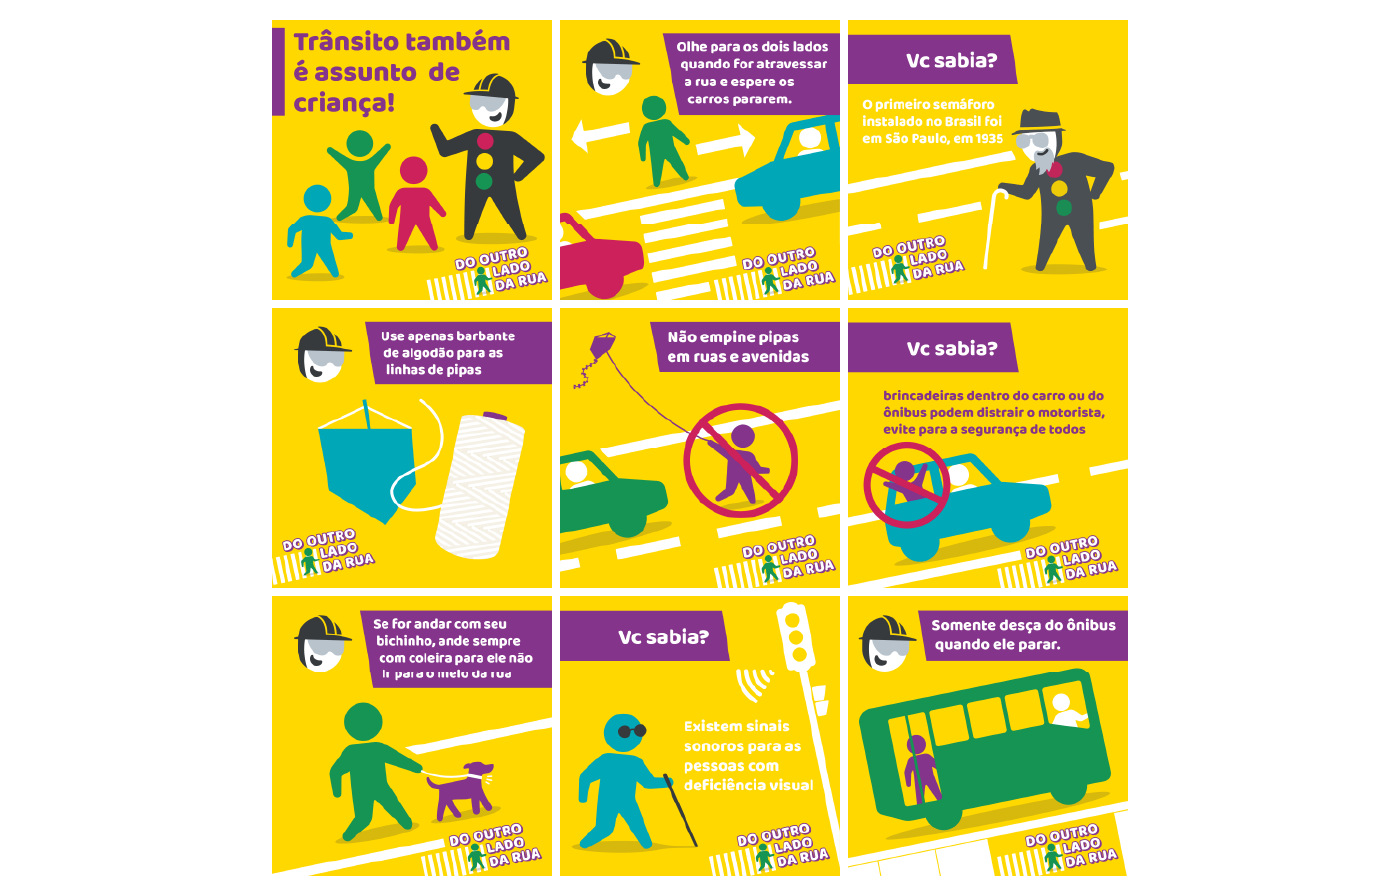 Trânsito também
é assunto de
criança!
DO OUTRO
LADO
DA RUA
Olhe para os dois lados
quando for atravessar
a rua e espere os
carros pararem.
DO OUTRO
LADO
DA RUA
Vc sabia?
O primeiro semáforo
instalado no Brasil foi
em São Paulo, em 1935
DO OUTRO
LADO
DA RUA
Use apenas barbante
de algodão para as
linhas de pipas
DO OUTRO
LADO
DA RUA
Não empine pipas
em ruas e avenidas
DO OUTRO
LADO
DA RUA
Vc sabia?
brincadeiras dentro do carro ou do
ônibus podem distrair o motorista,
evite para a segurança de todos
DO OUTRO
LADO
DA RUA
Se for andar com seu
bichinho, ande sempre
com coleira para ele não
ir para o meio da rua
DO OUTRO
LADO
DA RUA
Vc sabia?
Existem sinais
sonoros para as
pessoas com
deficiência visual
DO OUTRO
LADO
DA RUA
Somente desça do ônibus
quando ele parar.
DO OUTRO
LADO
DA RUA